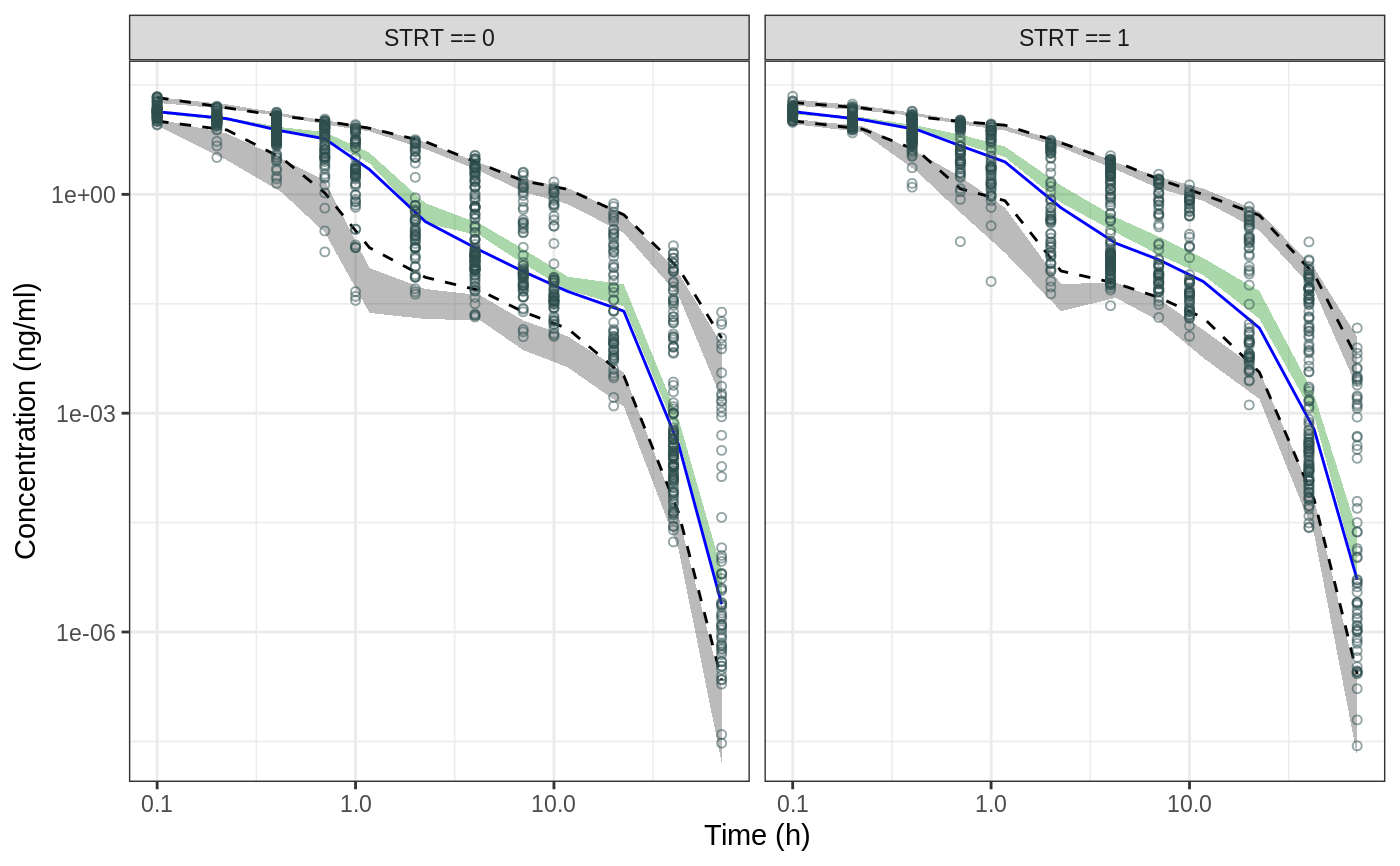 STRT == 0
STRT == 1
Concentration (ng/ml)
1e+00
1e-03
1e-06
0.1
1.0
10.0
0.1
1.0
10.0
Time (h)